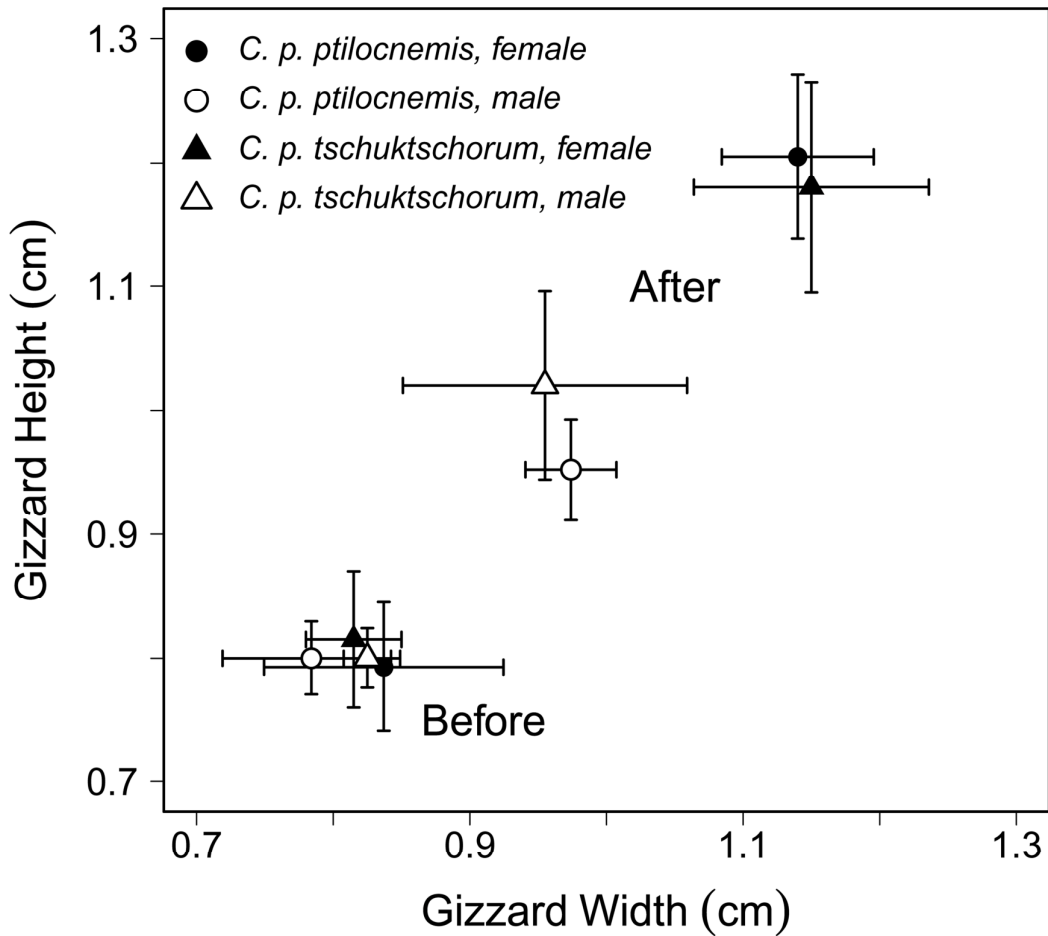 1.3
1.1
0.9
0.7
Gizzard Height (cm)
C. p. ptilocnemis, female
C. p. ptilocnemis, male
C. p. tschuktschorum, female
C. p. tschuktschorum, male
After
Before
0.7 0.9 1.1 1.3
Gizzard Width (cm)